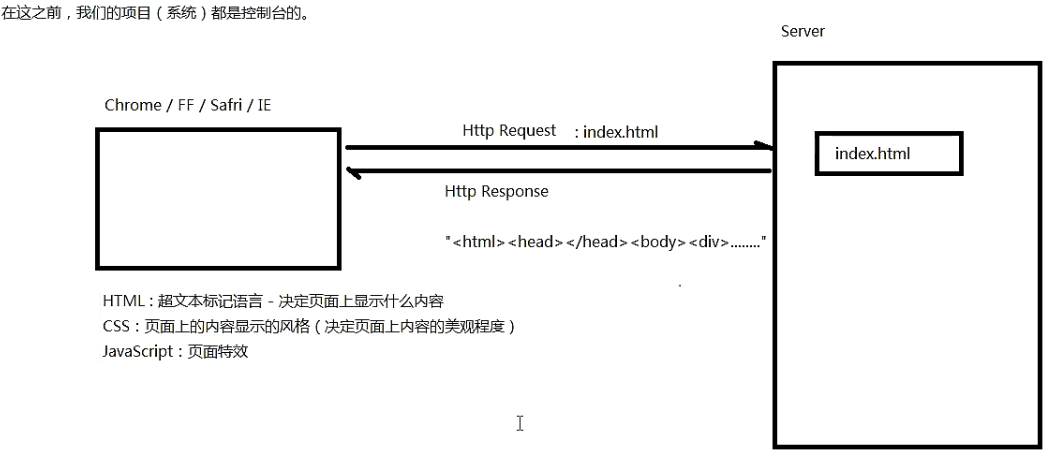 在这之前，我们的项目（系统）都是控制台的。
Server
Chrome / FF / Safri / IE
Http Request : index.html
index.html
Http Response
"<html><head></head><body><div>........"
HTML：超文本标记语言 - 决定页面上显示什么内容
CSS：页面上的内容显示的风格（决定页面上内容的美观程度）
JavaScript：页面特效